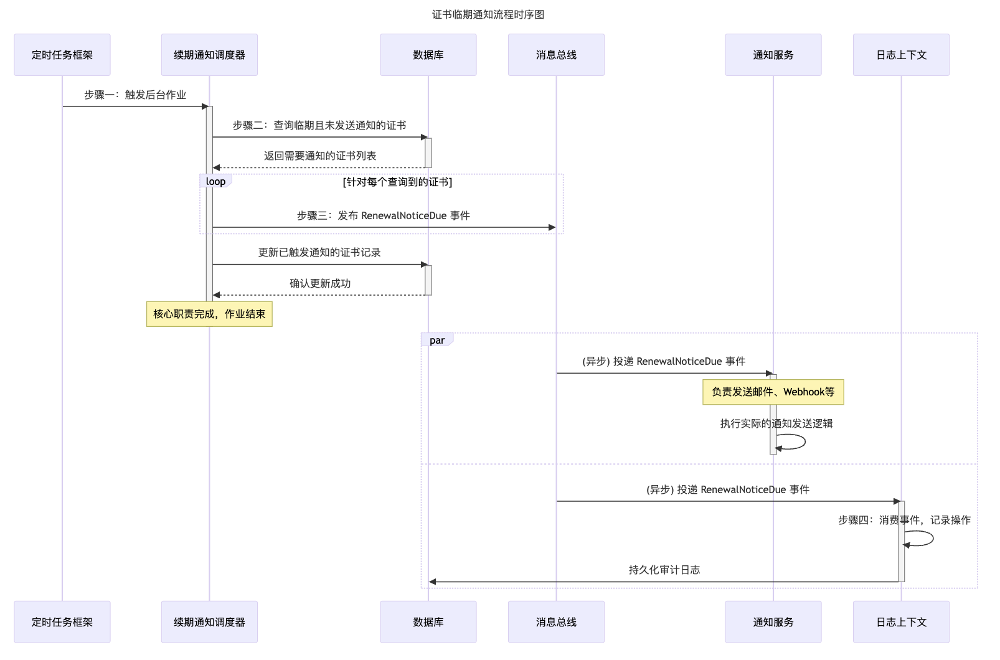 证书临期通知流程时序图
定时任务框架
续期通知调度器
数据库
消息总线
通知服务
日志上下文
步骤一：触发后台作业
步骤二：查询临期且未发送通知的证书
返回需要通知的证书列表
loop
[针对每个查询到的证书]
步骤三：发布 RenewalNoticeDue 事件
更新已触发通知的证书记录
确认更新成功
核心职责完成，作业结束
par
(异步) 投递 RenewalNoticeDue 事件
负责发送邮件、Webhook等
执行实际的通知发送逻辑
(异步) 投递 RenewalNoticeDue 事件
步骤四：消费事件，记录操作
持久化审计日志
定时任务框架
续期通知调度器
数据库
消息总线
通知服务
日志上下文